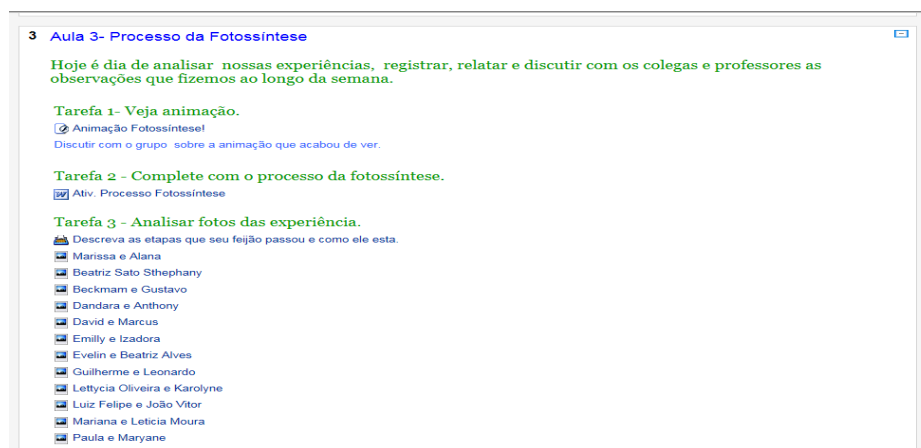 3 Aula 3- Processo da Fotossíntese
Hoje é dia de analisar nossas experiências, registrar, relatar e discutir com os colegas e professores as
observações que fizemos ao longo da semana.
Tarefa 1- Veja animação.
Animação Fotossíntese!
Discutir com o grupo sobre a animação que acabou de ver.
Tarefa 2 - Complete com o processo da fotossíntese.
Ativ. Processo Fotossíntese
Tarefa 3 - Analisar fotos das experiência.
Descreva as etapas que seu feijão passou e como ele esta.
Marissa e Alana
Beatriz Sato Sthephany
Beckmam e Gustavo
Dandara e Anthony
David e Marcus
Emilly e Izadora
Evelin e Beatriz Alves
Guilherme e Leonardo
Lettycia Oliveira e Karolyne
Luiz Felipe e João Vitor
Mariana e Leticia Moura
Paula e Maryane